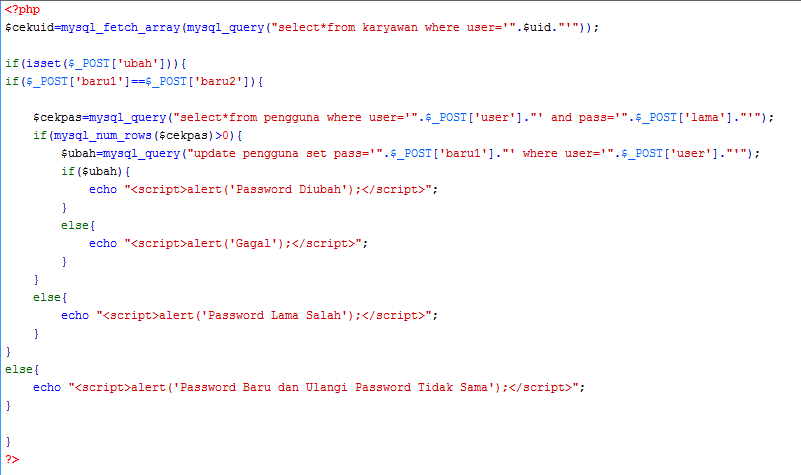 <?php
$cekuid=mysql_fetch_array(mysql_query("select*from karyawan where user='".$uid."'"));
if(isset($_POST['ubah'])){
if($_POST['baru1']==$_POST['baru2']){
$cekpas=mysql_query("select*from pengguna where user='".$_POST['user']."' and pass='".$_POST['lama']."'");
if(mysql_num_rows($cekpas)>0){
$ubah=mysql_query("update pengguna set pass='".$_POST['baru1']."' where user='".$_POST['user']."'");
if($ubah){
echo "<script>alert('Password Diubah');</script>";
}
else{
echo "<script>alert('Gagal');</script>";
}
}
else{
echo "<script>alert('Password Lama Salah');</script>";
}
}
else{
echo "<script>alert('Password Baru dan Ulangi Password Tidak Sama');</script>";
}
}
?>